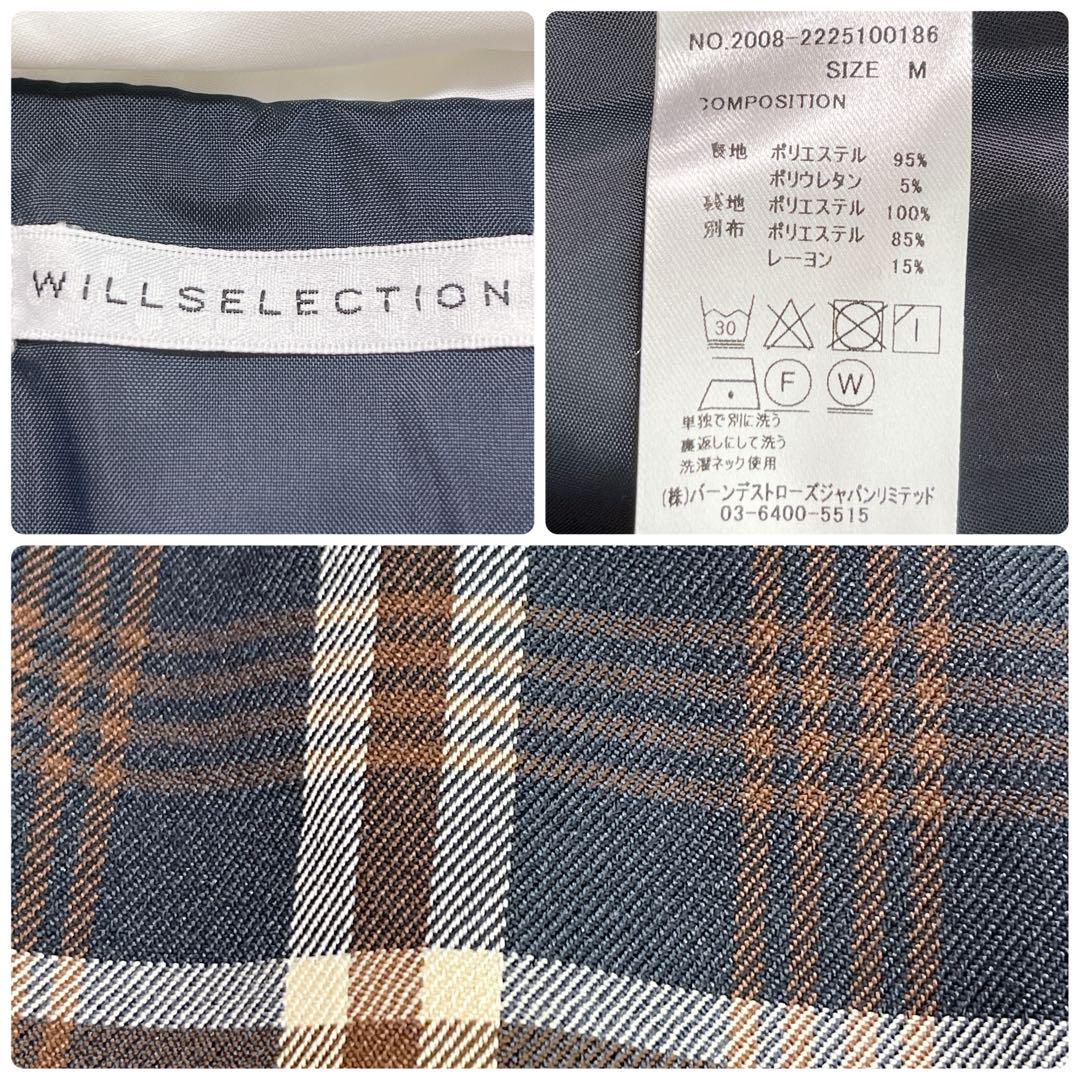 WILLSELECTION
NO.2008-2225100186
SIZE M
COMPOSITION
表地 ポリエステル 95%
ポリウレタン 5%
裏地 ポリエステル 100%
別布 ポリエステル 85%
レーヨン 15%
30
F W
単独で別に洗う
裏返しにして洗う
洗濯ネック使用
(株)バーンデストローズジャパンリミテッド
03-6400-5515